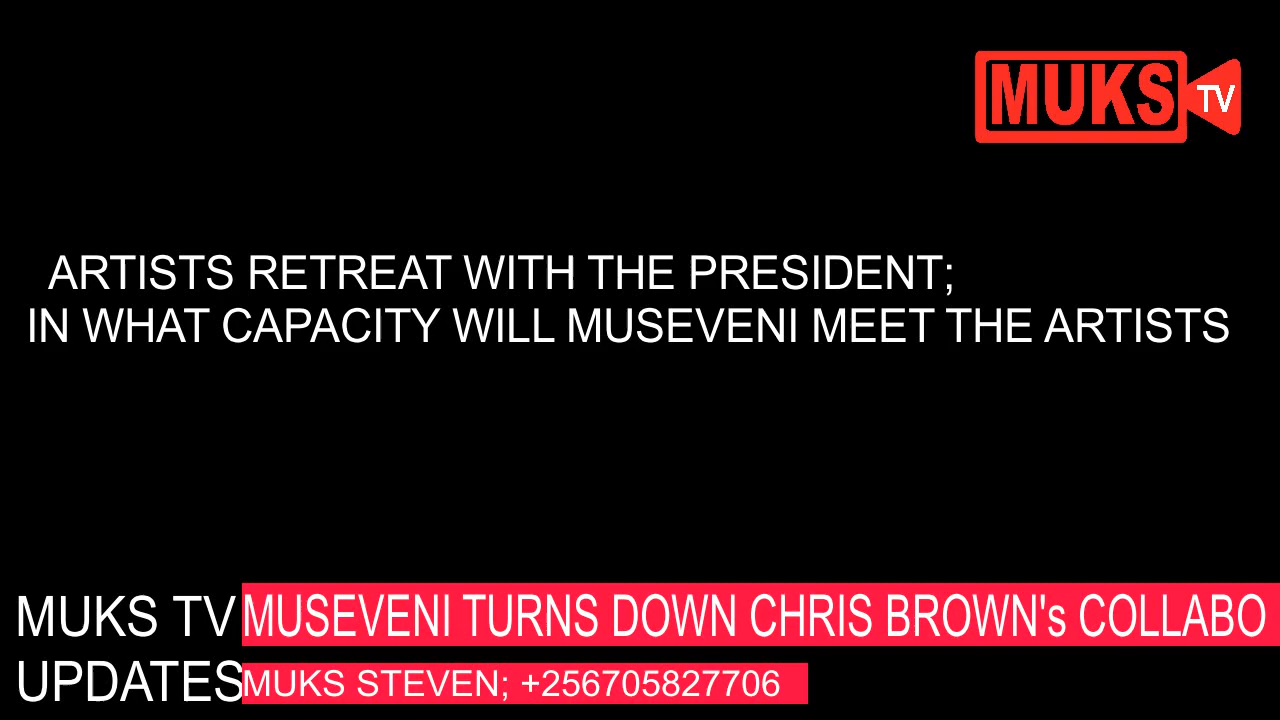 MUKS TV
ARTISTS RETREAT WITH THE PRESIDENT;
IN WHAT CAPACITY WILL MUSEVENI MEET THE ARTISTS
MUKS TV MUSEVENI TURNS DOWN CHRIS BROWN's COLLABO
UPDATES MUKS STEVEN; +256705827706